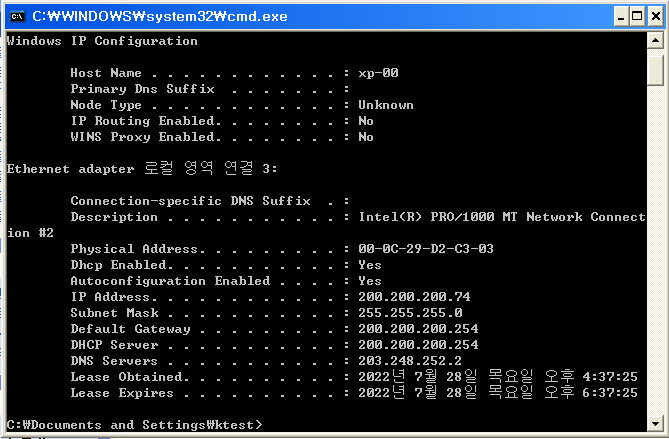 C:₩WINDOWS₩system32₩cmd.exe
Windows IP Configuration
Host Name . . . . . . . . . . . . : xp-00
Primary Dns Suffix  . . . . . . . :
Node Type . . . . . . . . . . . . : Unknown
IP Routing Enabled. . . . . . . . : No
WINS Proxy Enabled. . . . . . . . : No
Ethernet adapter 로컬 영역 연결 3:
Connection-specific DNS Suffix  . :
Description . . . . . . . . . . . : Intel(R) PRO/1000 MT Network Connect
ion #2
Physical Address. . . . . . . . . : 00-0C-29-D2-C3-03
Dhcp Enabled. . . . . . . . . . . : Yes
Autoconfiguration Enabled . . . . : Yes
IP Address. . . . . . . . . . . . : 200.200.200.74
Subnet Mask . . . . . . . . . . . : 255.255.255.0
Default Gateway . . . . . . . . . : 200.200.200.254
DHCP Server . . . . . . . . . . . : 200.200.200.254
DNS Servers . . . . . . . . . . . : 203.248.252.2
Lease Obtained. . . . . . . . . . : 2022년 7월 28일 목요일 오후 4:37:25
Lease Expires . . . . . . . . . . : 2022년 7월 28일 목요일 오후 6:37:25
C:₩Documents and Settings₩ktest>